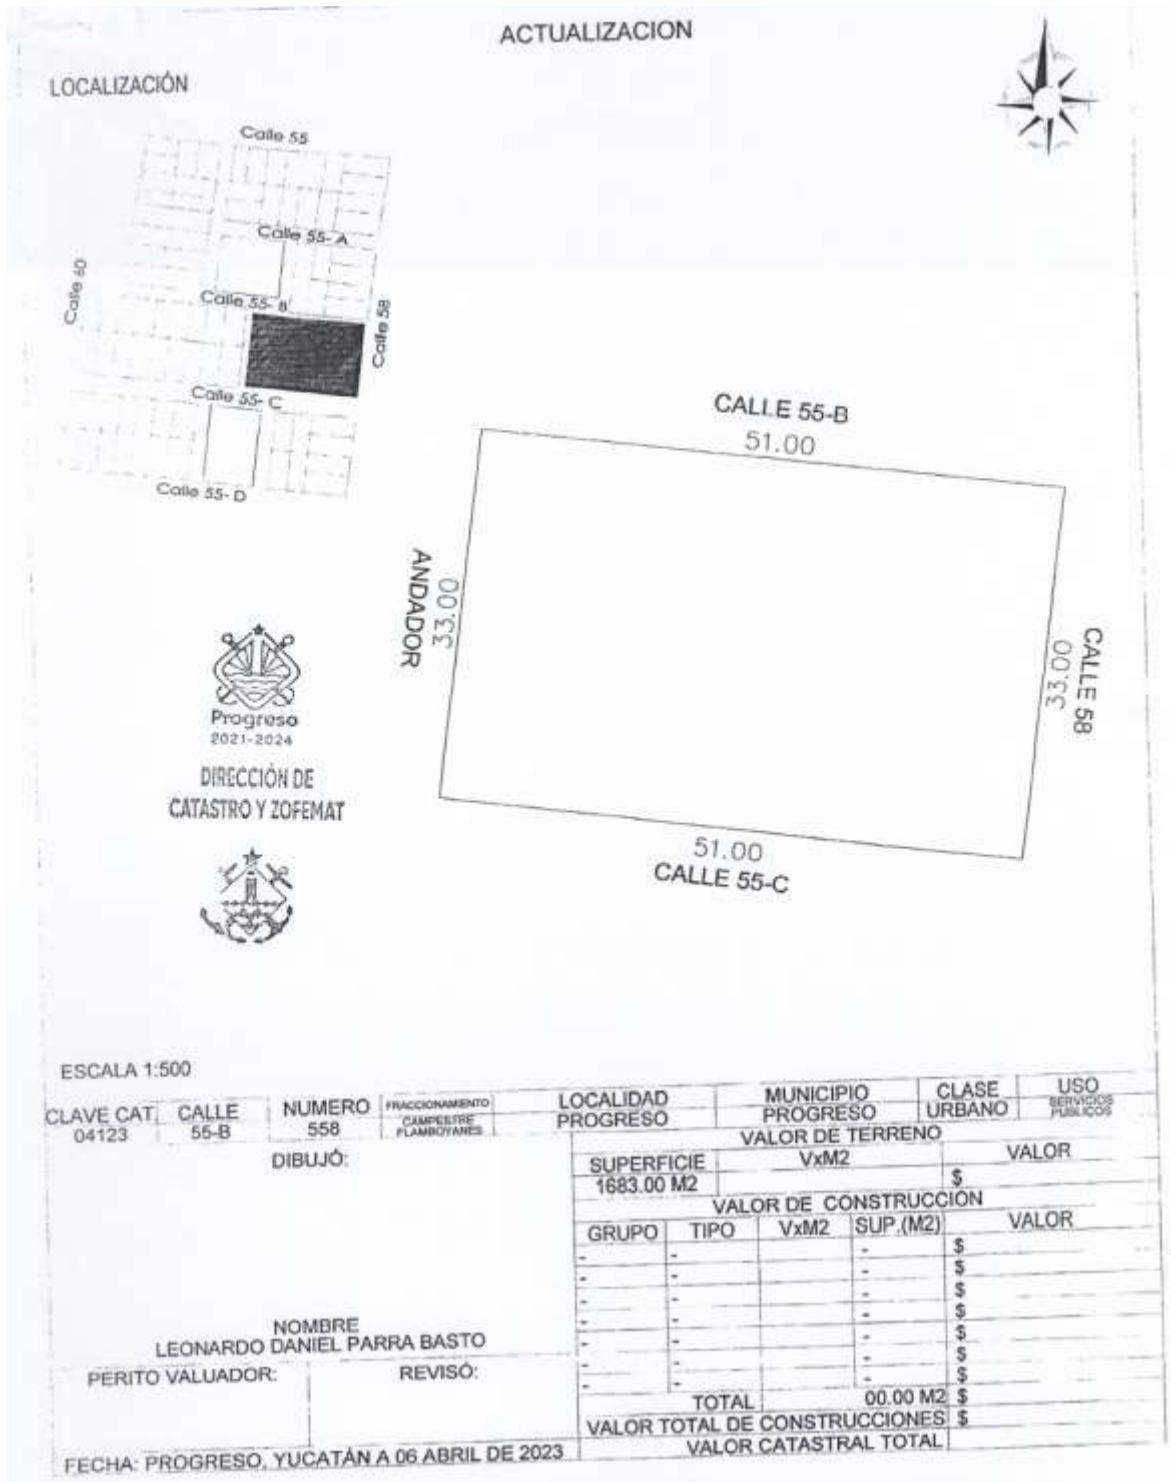 ACTUALIZACION
LOCALIZACIÓN
Calle 55
Calle 55- A
Calle 60
Calle 55- B
Calle 58
Calle 55- C
Calle 55- D
CALLE 55-B
51.00
ANDADOR
33.00
33.00
CALLE 58
51.00
CALLE 55-C
Progreso
2021-2024
DIRECCIÓN DE
CATASTRO Y ZOFEMAT
ESCALA 1:500
CLAVE CAT. CALLE NUMERO FRACCIONAMIENTO LOCALIDAD MUNICIPIO CLASE USO
04123 55-B 558 CAMPESTRE FLAMBOYANES PROGRESO PROGRESO URBANO SERVICIOS PUBLICOS
DIBUJÓ:
VALOR DE TERRENO
SUPERFICIE VxM2 VALOR
1683.00 M2 $
VALOR DE CONSTRUCCION
GRUPO TIPO VxM2 SUP.(M2) VALOR
- - - $
- - - $
- - - $
- - - $
- - - $
- - - $
- - - $
NOMBRE
LEONARDO DANIEL PARRA BASTO
PERITO VALUADOR: REVISÓ:
TOTAL 00.00 M2 $
VALOR TOTAL DE CONSTRUCCIONES $
VALOR CATASTRAL TOTAL
FECHA: PROGRESO, YUCATÁN A 06 ABRIL DE 2023